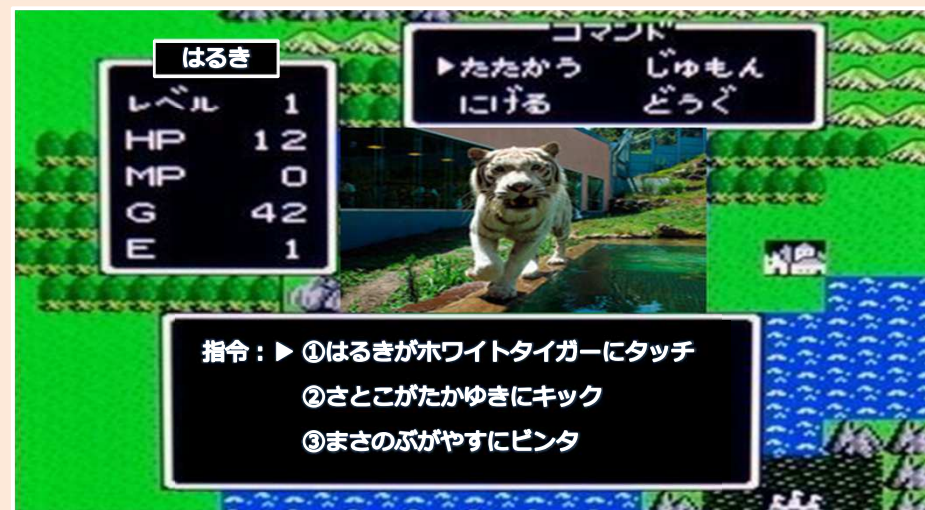 はるき
レベル 1
HP 12
MP 0
G 42
E 1
コマンド
▶たたかう じゅもん
にげる どうぐ
指令：▶ ①はるきがホワイトタイガーにタッチ
②さとこがたかゆきにキック
③まさのぶがやすにビンタ